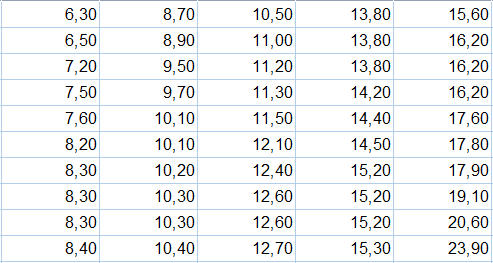 6,30 8,70 10,50 13,80 15,60
6,50 8,90 11,00 13,80 16,20
7,20 9,50 11,20 13,80 16,20
7,50 9,70 11,30 14,20 16,20
7,60 10,10 11,50 14,40 17,60
8,20 10,10 12,10 14,50 17,80
8,30 10,20 12,40 15,20 17,90
8,30 10,30 12,60 15,20 19,10
8,30 10,30 12,60 15,20 20,60
8,40 10,40 12,70 15,30 23,90